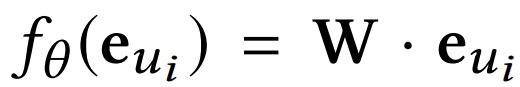 f_θ(𝐞_{u_i}) = 𝐖 · 𝐞_{u_i}